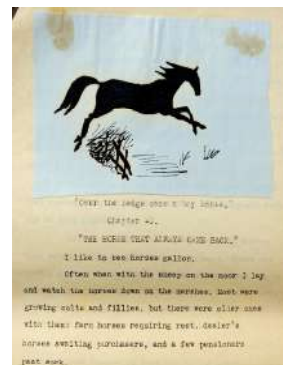 "Over the hedge went a boy horse,"
Chapter 40.
"THE HORSE THAT ALWAYS CAME BACK."
I like to see horses gallop.
Often when with the sheep on the moor I lay
and watch the horses down on the marshes. Most were
growing colts and fillies, but there were older ones
with them: farm horses requiring rest, dealer's
horses awaiting purchasers, and a few pensioners
past work.